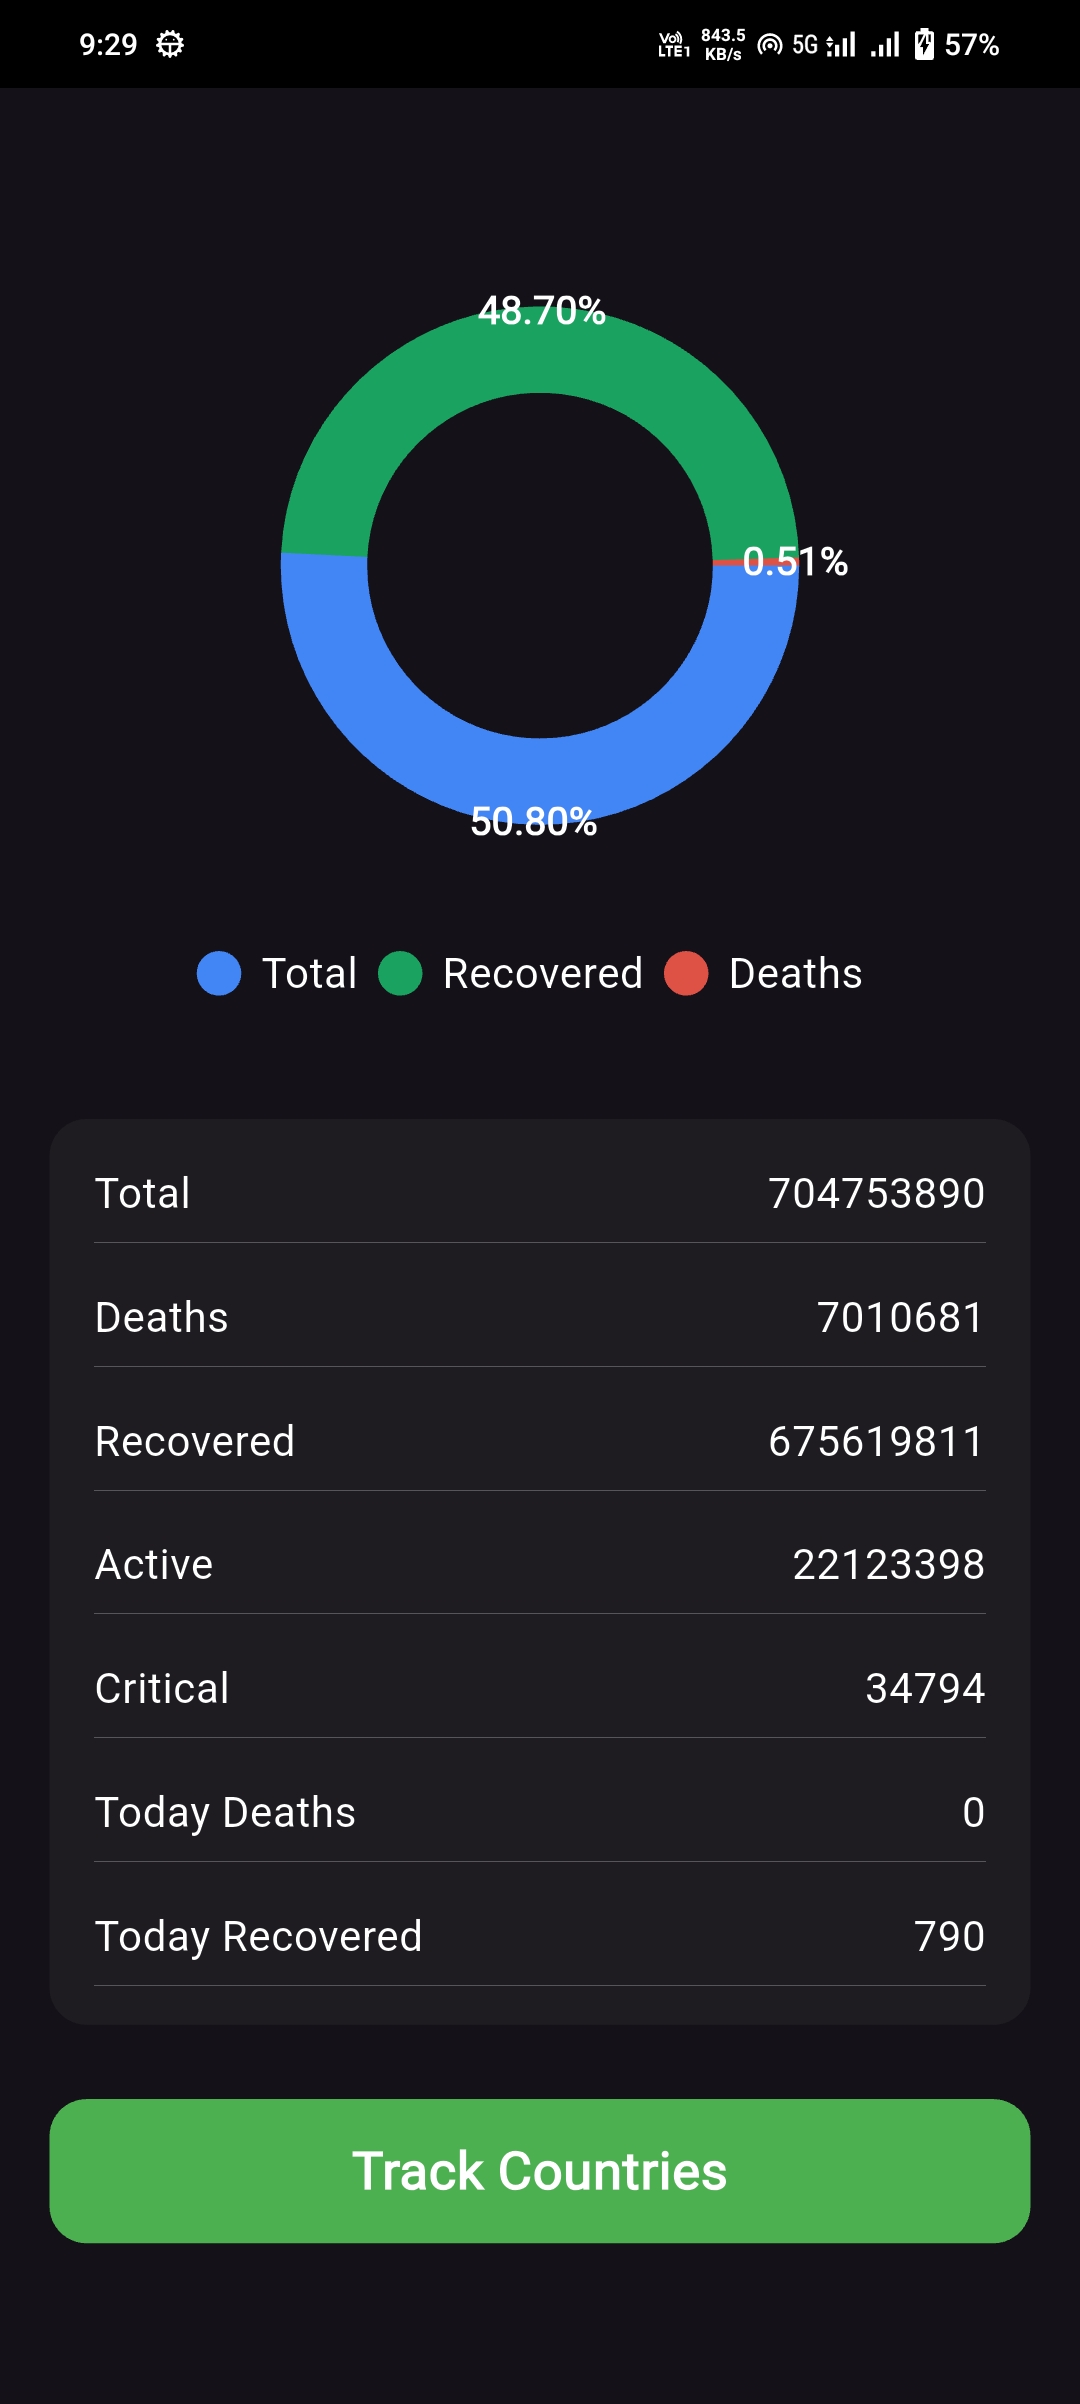 9:29 Vo) LTE1 843.5 KB/s 5G 57%
48.70%
0.51%
50.80%
Total Recovered Deaths
Total 704753890
Deaths 7010681
Recovered 675619811
Active 22123398
Critical 34794
Today Deaths 0
Today Recovered 790
Track Countries